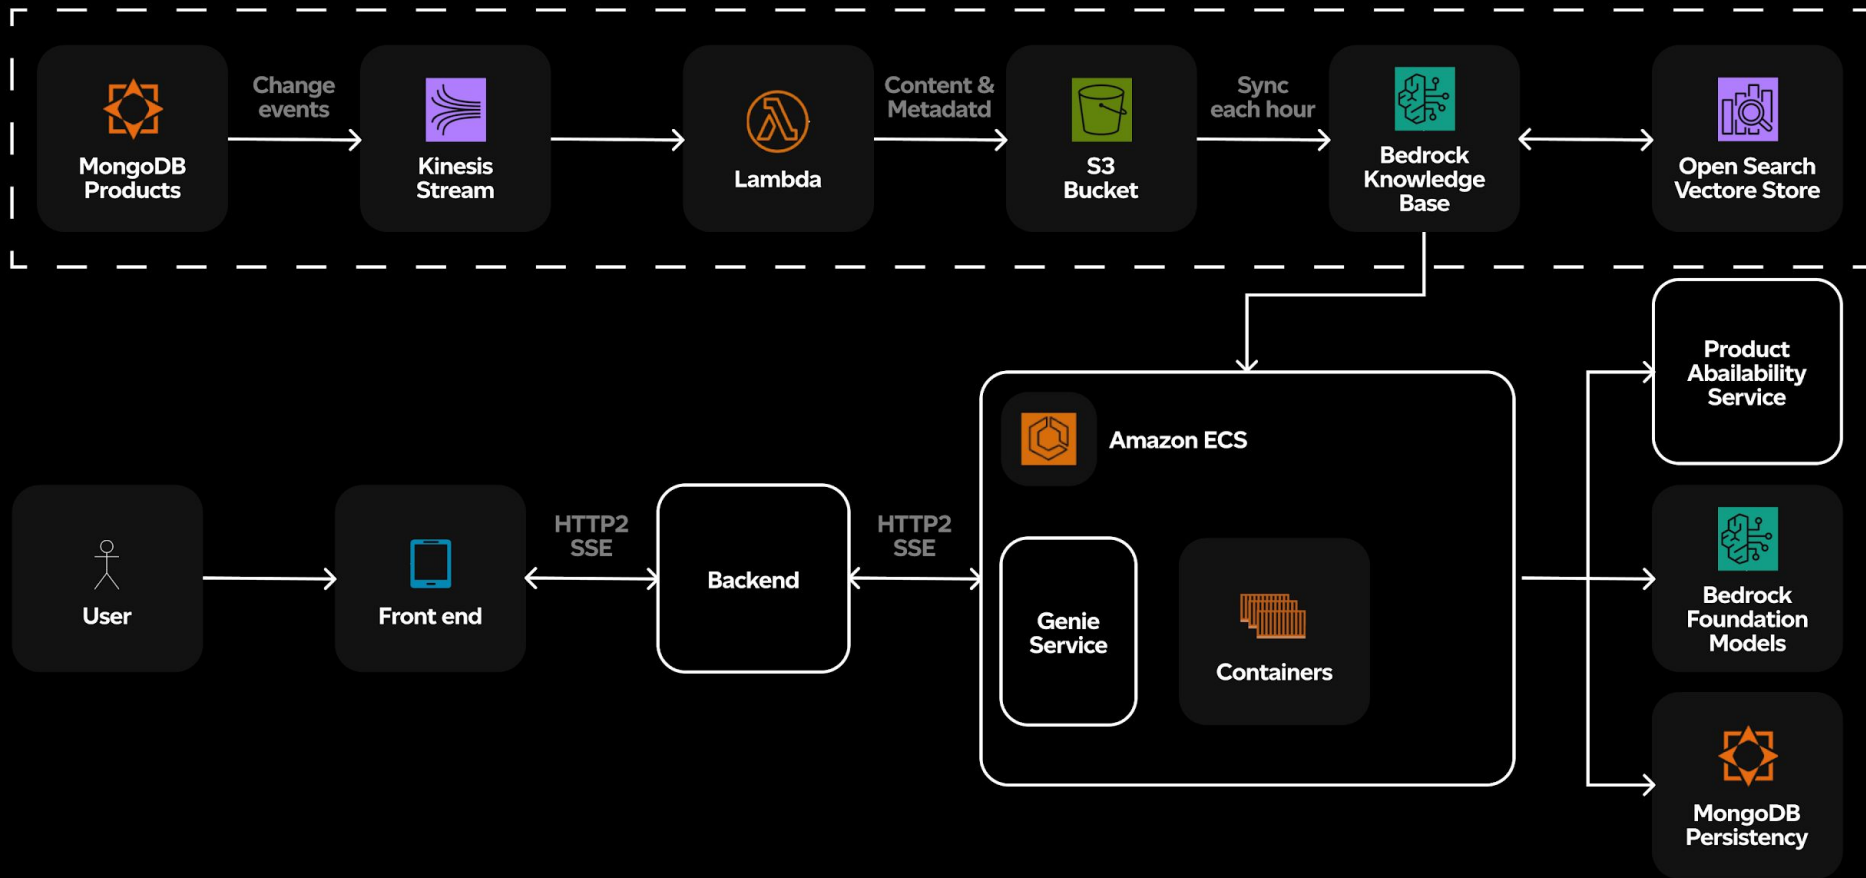 MongoDB
Products
Change
events
Kinesis
Stream
Lambda
Content &
Metadatd
S3
Bucket
Sync
each hour
Bedrock
Knowledge
Base
Open Search
Vectore Store
Product
Abailability
Service
Amazon ECS
User
Front end
HTTP2
SSE
Backend
HTTP2
SSE
Genie
Service
Containers
Bedrock
Foundation
Models
MongoDB
Persistency